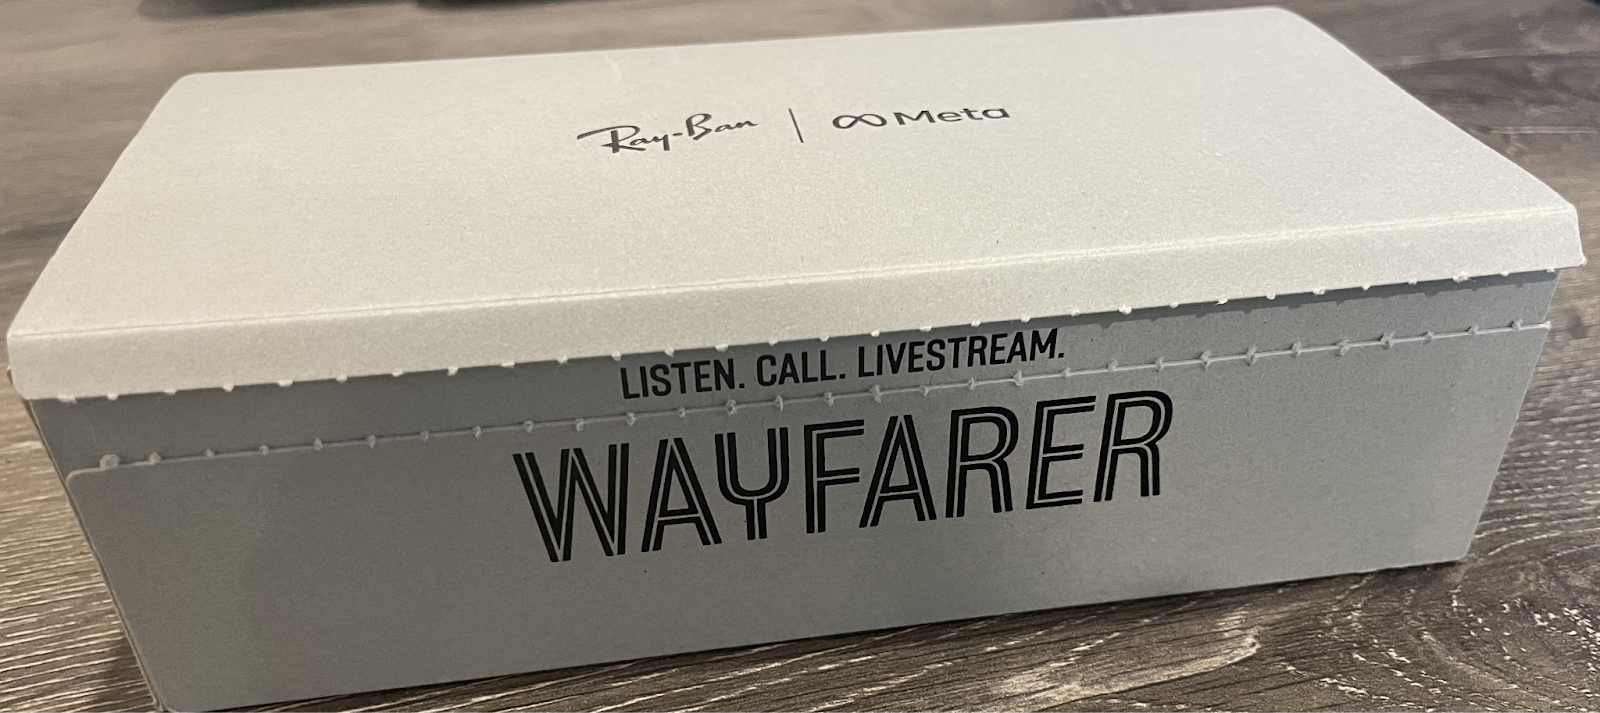 Ray-Ban | Meta
LISTEN. CALL. LIVESTREAM.
WAYFARER